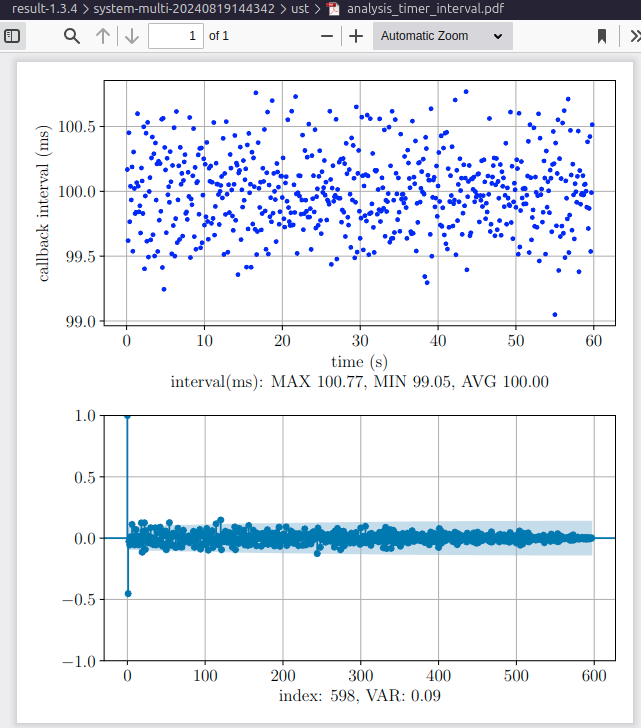 result-1.3.4 > system-multi-20240819144342 > ust > analysis_timer_interval.pdf
1 of 1 Automatic Zoom
100.5
100.0
99.5
99.0
callback interval (ms)
0 10 20 30 40 50 60
time (s)
interval(ms): MAX 100.77, MIN 99.05, AVG 100.00
1.0
0.5
0.0
−0.5
−1.0
0 100 200 300 400 500 600
index: 598, VAR: 0.09